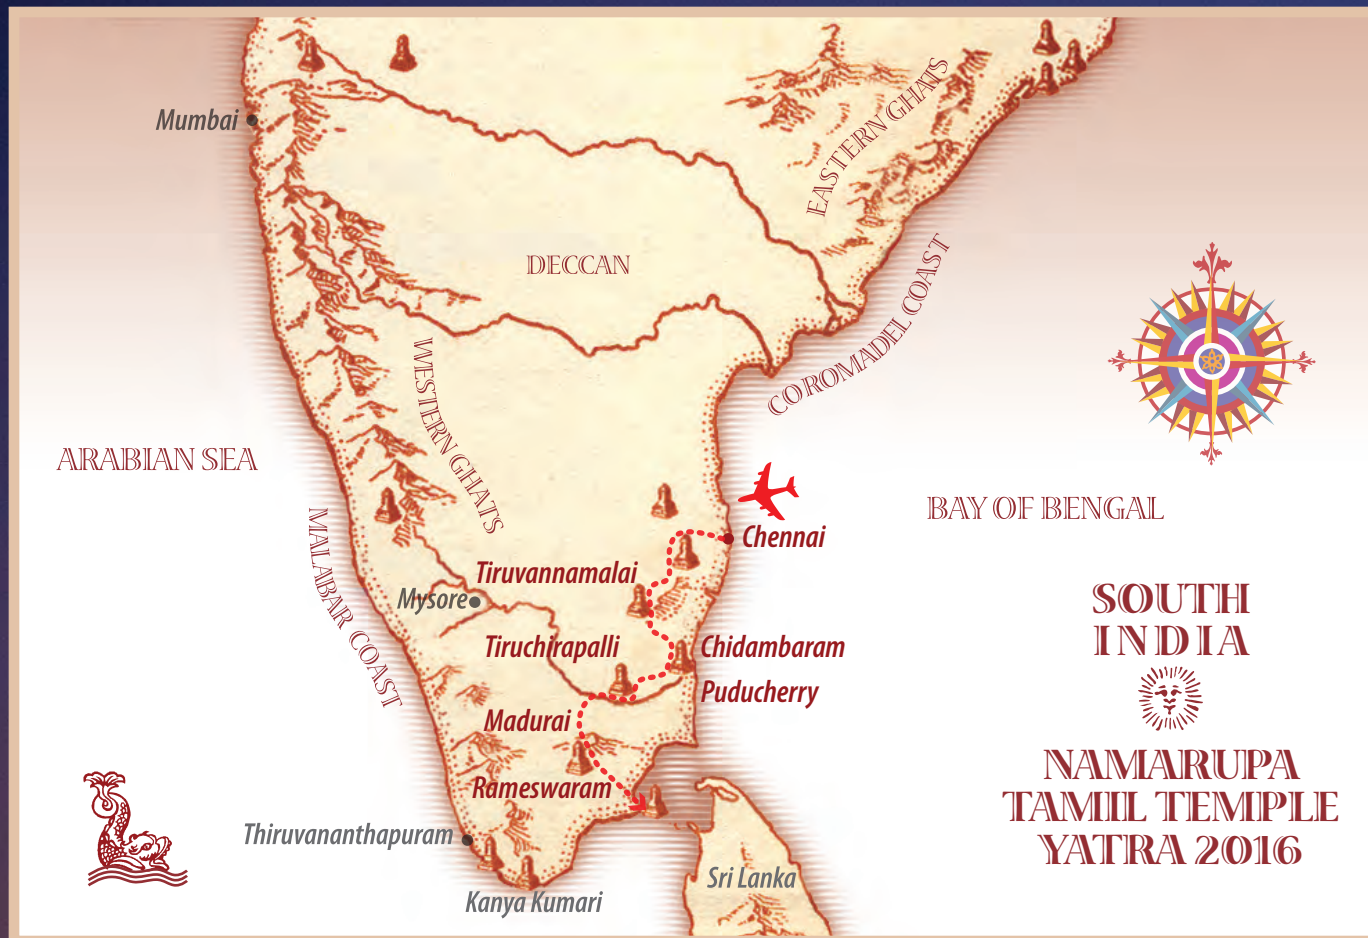 Mumbai
EASTERN GHATS
DECCAN
COROMADEL COAST
WESTERN GHATS
ARABIAN SEA
BAY OF BENGAL
MALABAR COAST
Chennai
Tiruvannamalai
Mysore
Tiruchirapalli
Chidambaram
Puducherry
Madurai
Rameswaram
Thiruvananthapuram
Kanya Kumari
Sri Lanka
SOUTH
INDIA
NAMARUPA
TAMIL TEMPLE
YATRA 2016